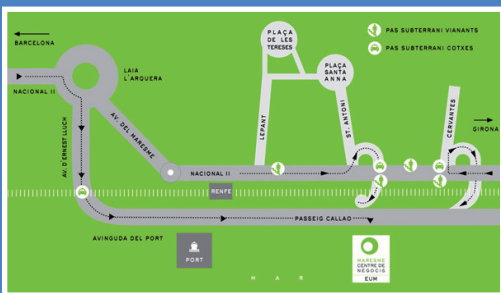 BARCELONA
NACIONAL II
LAIA
L'ARQUERA
AV. D'ERNEST LLUCH
AV. DEL MARESME
PLAÇA
DE LES
TERESES
PLAÇA
SANTA
ANNA
LEPANT
ST. ANTONI
PAS SUBTERRANI VIANANTS
PAS SUBTERRANI COTXES
CERVANTES
GIRONA
NACIONAL II
RENFE
PASSEIG CALLAO
AVINGUDA DEL PORT
PORT
MARESME
CENTRE DE
NEGOCIS
EUM
M A R